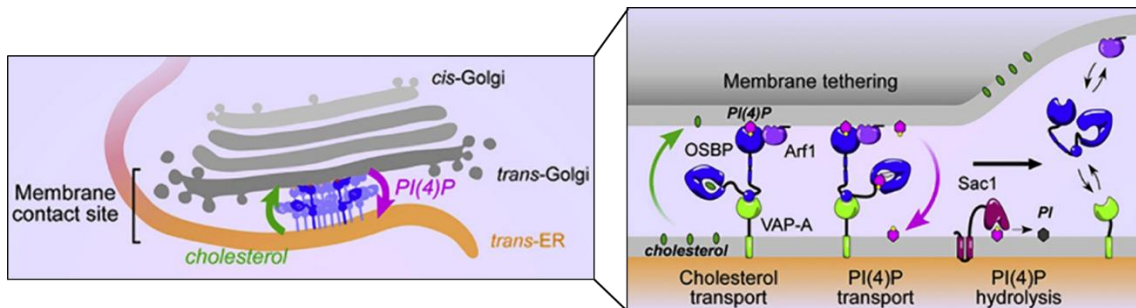 cis-Golgi
Membrane
contact site
trans-Golgi
PI(4)P
cholesterol
trans-ER
Membrane tethering
PI(4)P
OSBP
Arf1
VAP-A
Sac1
PI
cholesterol
Cholesterol
transport
PI(4)P
transport
PI(4)P
hydrolysis